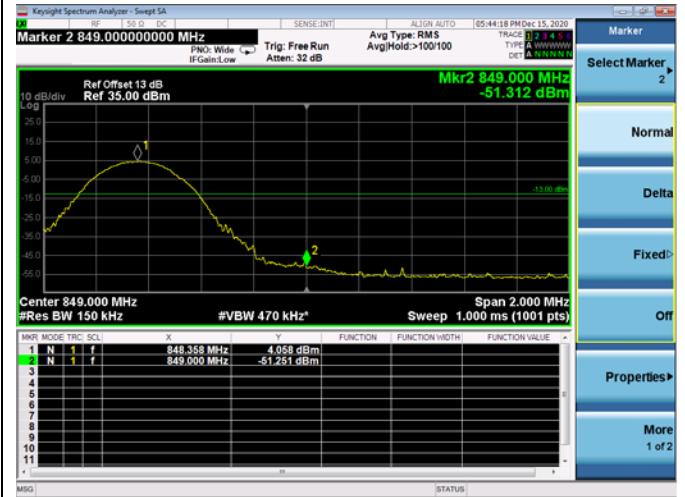 Keysight Spectrum Analyzer - Swept SA
RF 50 Ω DC SENSE:INT ALIGN AUTO 05:44:18 PM Dec 15, 2020
Marker 2 849.000000000 MHz
PNO: Wide
IFGain:Low
Trig: Free Run
Atten: 32 dB
Avg Type: RMS
Avg|Hold:>100/100
TRACE 1 2 3 4 5 6
TYPE A WWWWW
DET A N N N N N
Ref Offset 13 dB
10 dB/div Ref 35.00 dBm
Log
Mkr2 849.000 MHz
-51.312 dBm
25.0
15.0
5.00
-5.00
-15.0
-25.0
-35.0
-45.0
-55.0
1
2
-13.00 dBm
Center 849.000 MHz Span 2.000 MHz
#Res BW 150 kHz #VBW 470 kHz* Sweep 1.000 ms (1001 pts)
MKR MODE TRC SCL X Y FUNCTION FUNCTION WIDTH FUNCTION VALUE
1 N 1 f 848.358 MHz 4.058 dBm
2 N 1 f 849.000 MHz -51.251 dBm
3
4
5
6
7
8
9
10
11
MSG STATUS
Marker
Select Marker
2
Normal
Delta
Fixed
Off
Properties
More
1 of 2